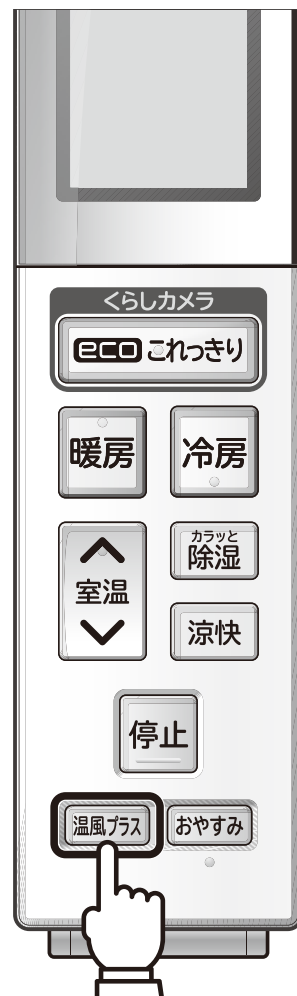 くらしカメラ
eco これっきり
暖房 冷房
室温
カラッと
除湿
涼快
停止
温風プラス おやすみ